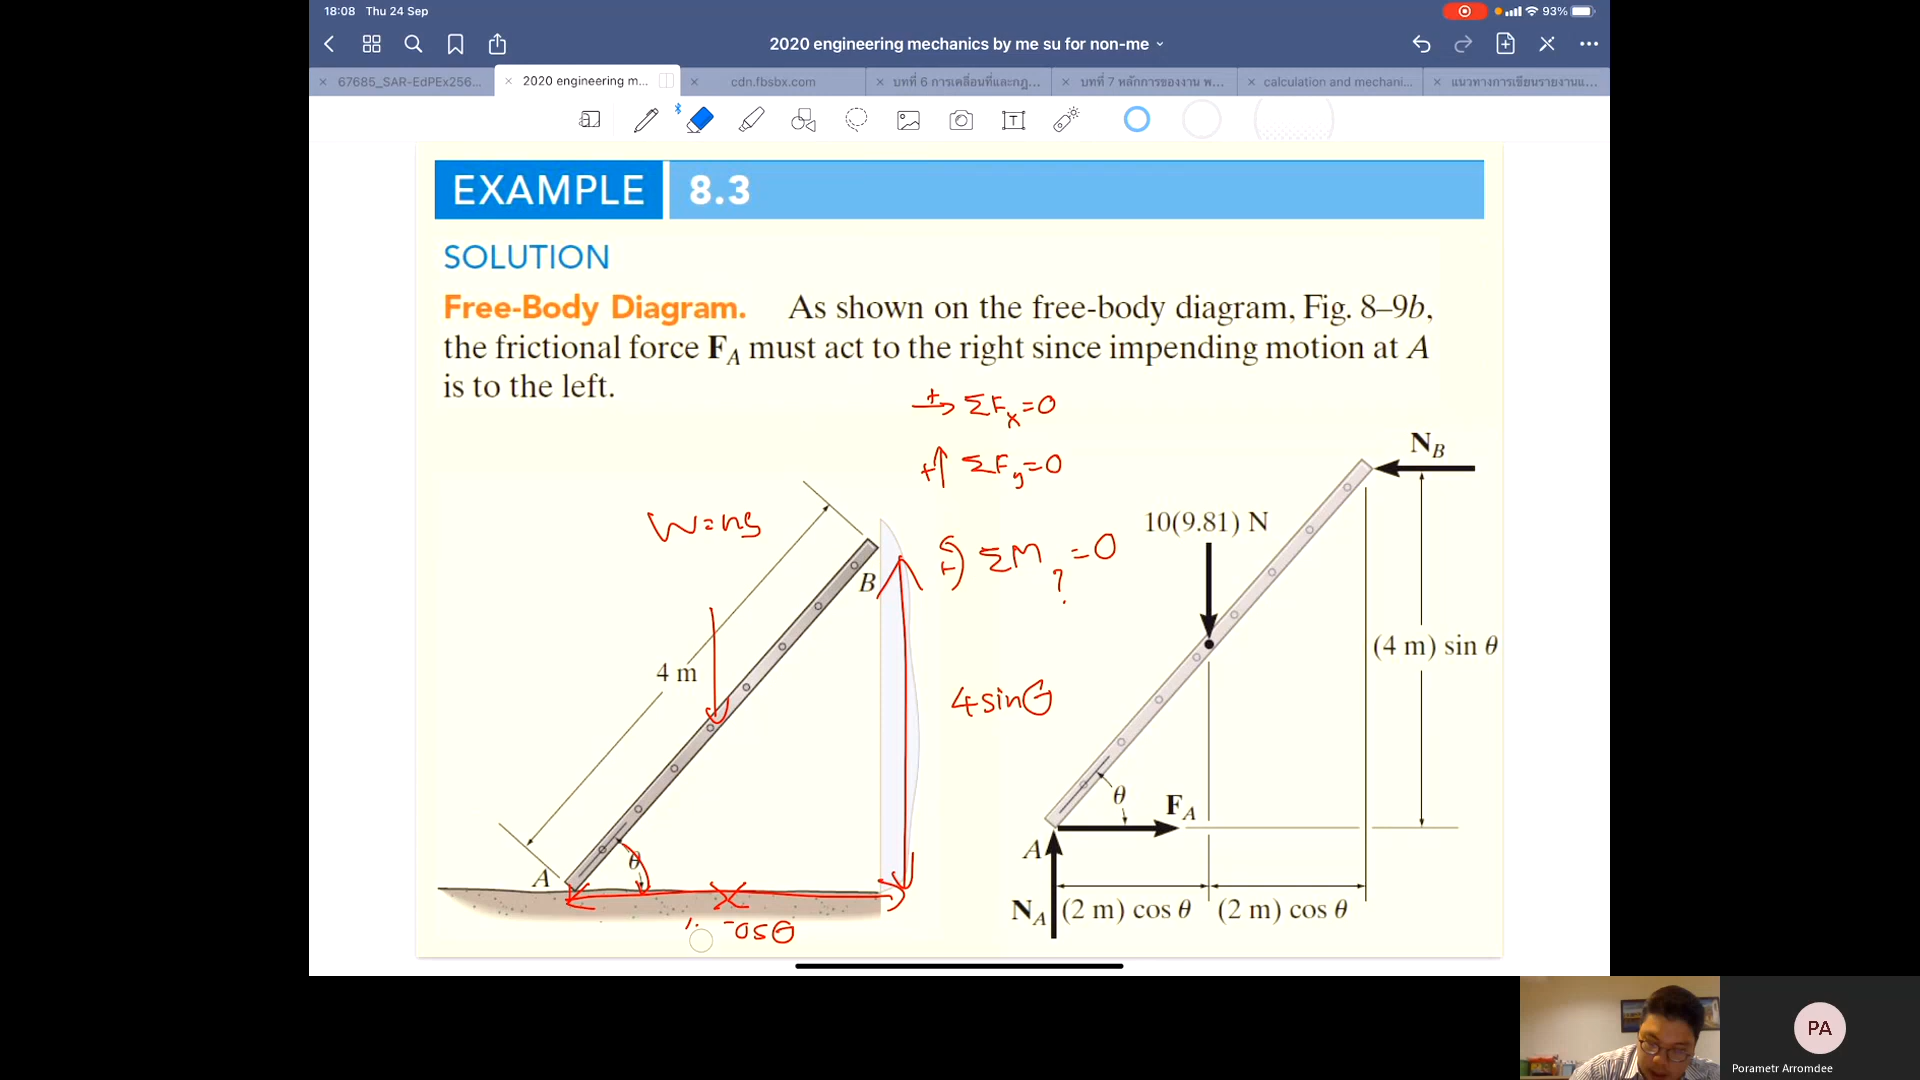 18:08 Thu 24 Sep
93%
2020 engineering mechanics by me su for non-me
67685_SAR-EdPEx256...
2020 engineering m...
cdn.fbsbx.com
บทที่ 6 การเคลื่อนที่และกฎ...
บทที่ 7 หลักการของงาน พ...
calculation and mechani...
แนวทางการเขียนรายงานแ...
EXAMPLE 8.3
SOLUTION
Free-Body Diagram. As shown on the free-body diagram, Fig. 8–9b,
the frictional force F_A must act to the right since impending motion at A
is to the left.
+→ ΣF_x=0
+↑ ΣF_y=0
ΣM_? =0
W=mg
B
4 m
4 sinθ
θ
A
osθ
N_B
10(9.81) N
(4 m) sin θ
θ
F_A
A
N_A
(2 m) cos θ
(2 m) cos θ
PA
Parametr Arromdee